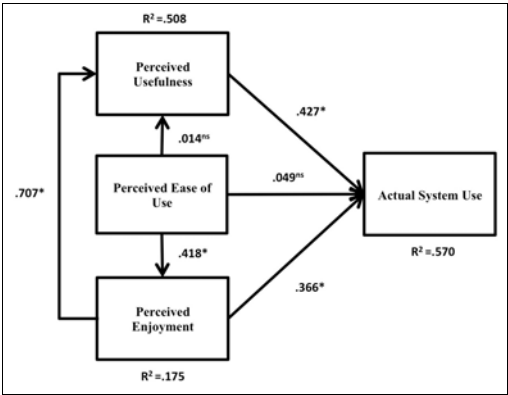 R² =.508
Perceived
Usefulness
.427*
.014ns
.707*
Perceived Ease of
Use
.049ns
Actual System Use
R² =.570
.418*
.366*
Perceived
Enjoyment
R² =.175